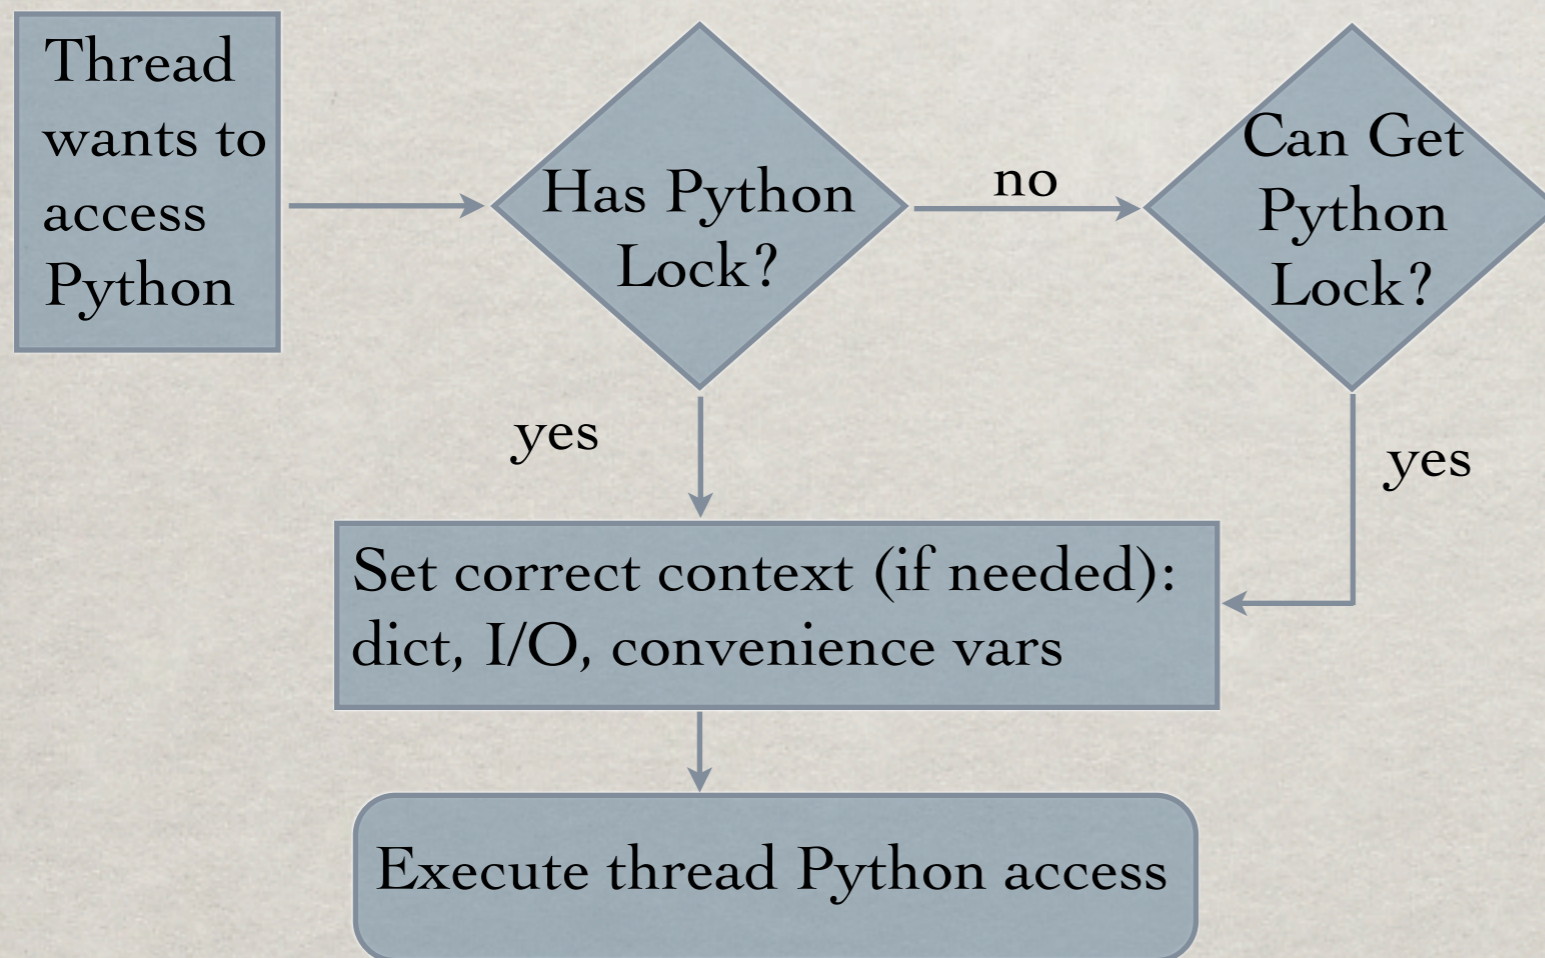 Thread
wants to
access
Python
Has Python
Lock?
no
Can Get
Python
Lock?
yes
yes
Set correct context (if needed):
dict, I/O, convenience vars
Execute thread Python access